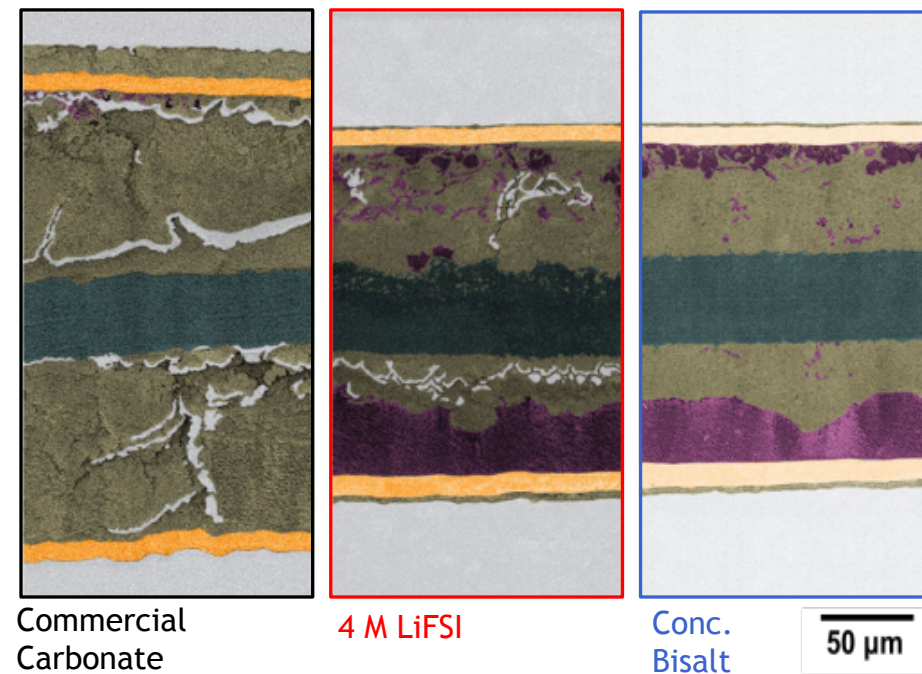 Commercial
Carbonate
4 M LiFSI
Conc.
Bisalt
50 μm